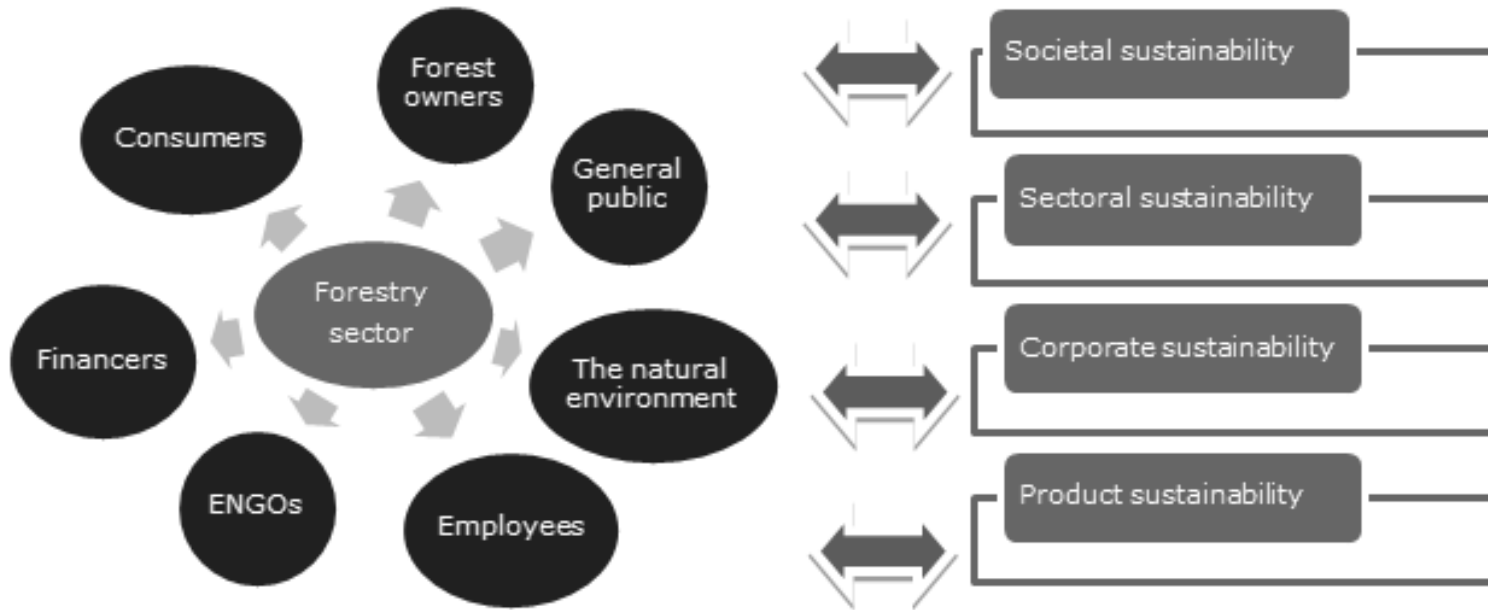 Forest
owners
Consumers
General
public
Forestry
sector
Financers
The natural
environment
ENGOs
Employees
Societal sustainability
Sectoral sustainability
Corporate sustainability
Product sustainability